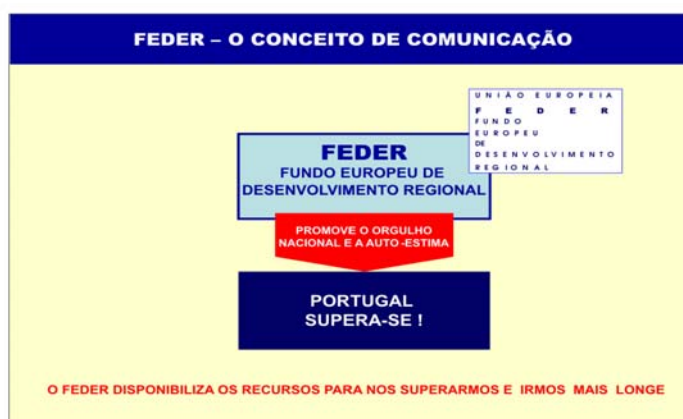 FEDER – O CONCEITO DE COMUNICAÇÃO
UNIÃO EUROPEIA
FEDER
FUNDO
EUROPEU
DE
DESENVOLVIMENTO
REGIONAL
FEDER
FUNDO EUROPEU DE
DESENVOLVIMENTO REGIONAL
PROMOVE O ORGULHO
NACIONAL E A AUTO -ESTIMA
PORTUGAL
SUPERA-SE !
O FEDER DISPONIBILIZA OS RECURSOS PARA NOS SUPERARMOS E IRMOS MAIS LONGE